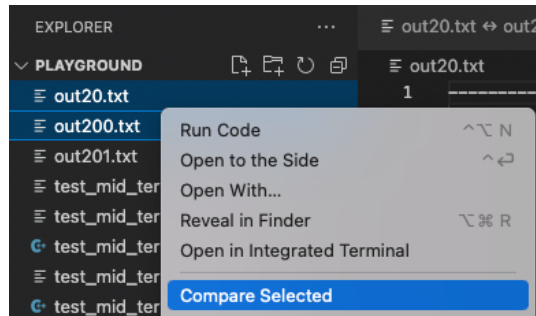 EXPLORER
out20.txt ↔ out2
PLAYGROUND
out20.txt
out20.txt
1 ---------
out200.txt
out201.txt
test_mid_ter
test_mid_ter
test_mid_ter
test_mid_ter
test_mid_ter
Run Code ^⌥ N
Open to the Side ^⏎
Open With...
Reveal in Finder ⌥⌘ R
Open in Integrated Terminal
Compare Selected